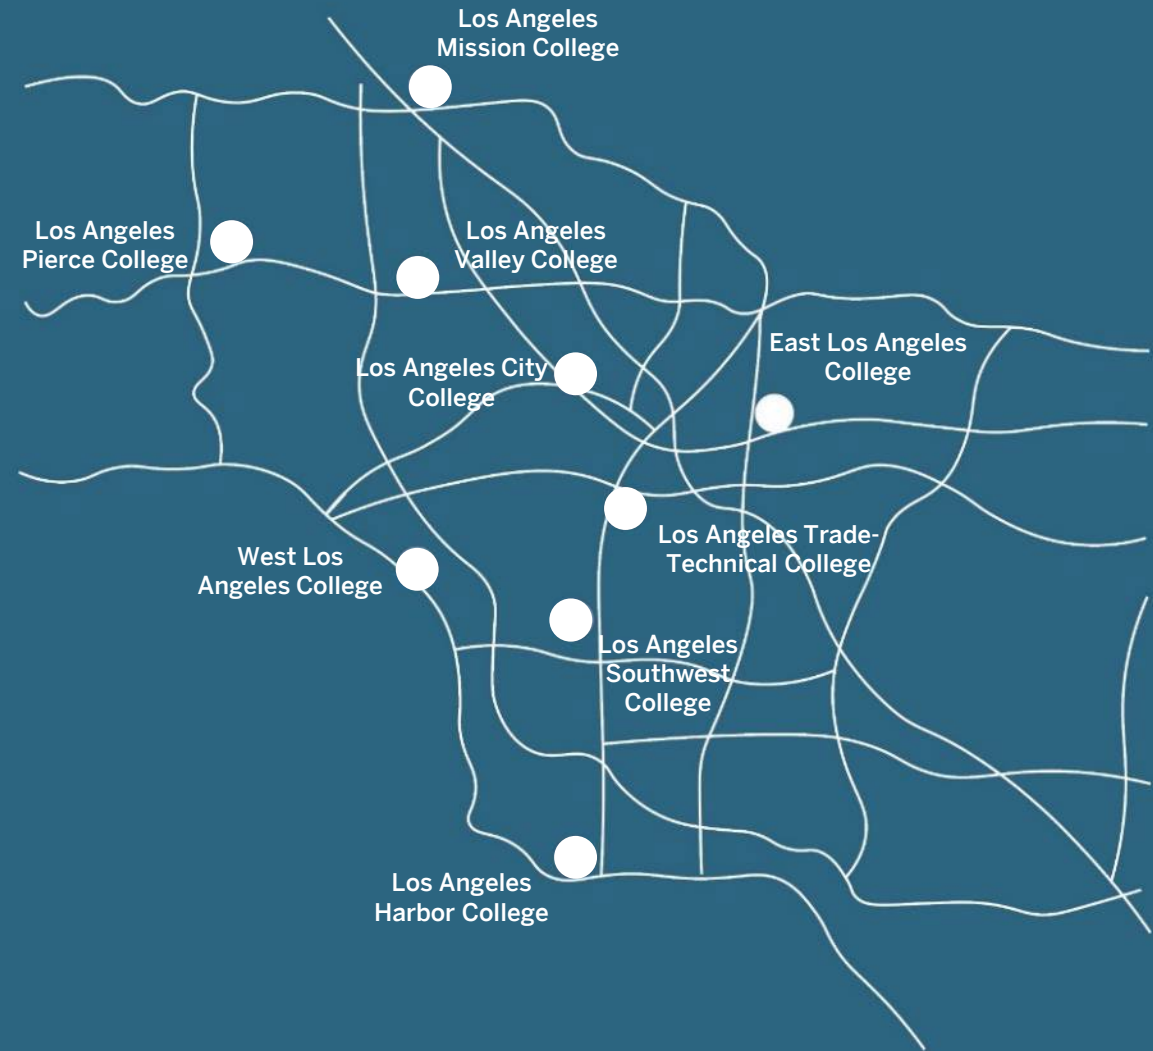 Los Angeles
Mission College
Los Angeles
Pierce College
Los Angeles
Valley College
East Los Angeles
College
Los Angeles City
College
Los Angeles Trade-
Technical College
West Los
Angeles College
Los Angeles
Southwest
College
Los Angeles
Harbor College